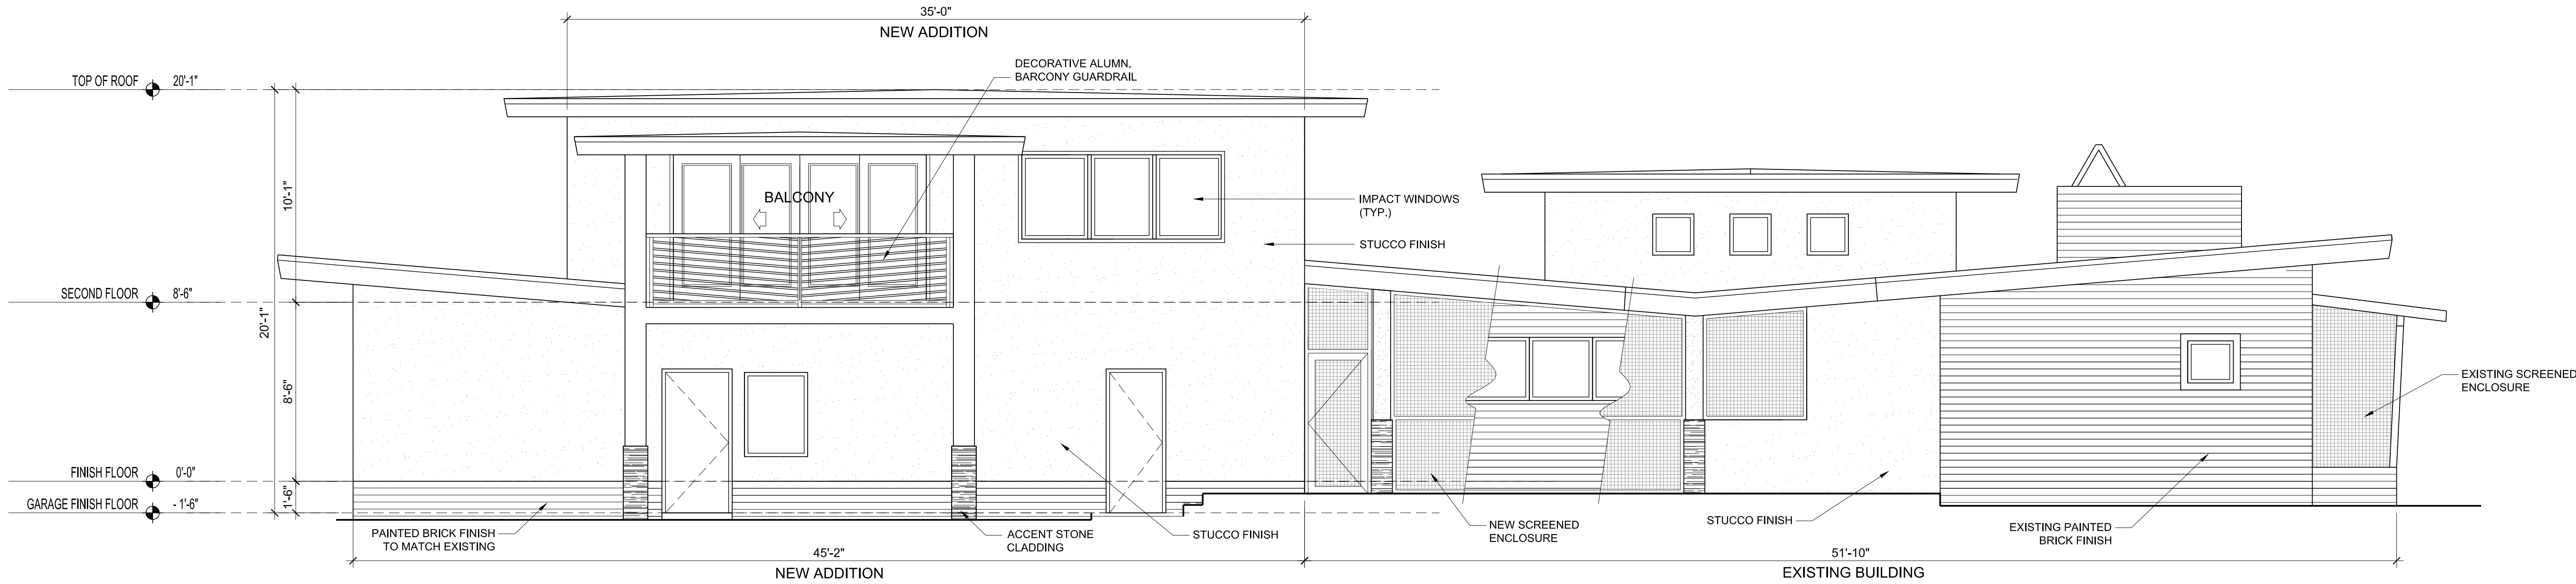 35'-0"
NEW ADDITION
DECORATIVE ALUMN.
BARCONY GUARDRAIL
TOP OF ROOF 20'-1"
10'-1"
BALCONY
IMPACT WINDOWS
(TYP.)
STUCCO FINISH
SECOND FLOOR 8'-6"
20'-1"
8'-6"
EXISTING SCREENED
ENCLOSURE
FINISH FLOOR 0'-0"
1'-6"
GARAGE FINISH FLOOR - 1'-6"
PAINTED BRICK FINISH
TO MATCH EXISTING
ACCENT STONE
CLADDING
STUCCO FINISH
NEW SCREENED
ENCLOSURE
STUCCO FINISH
EXISTING PAINTED
BRICK FINISH
45'-2"
NEW ADDITION
51'-10"
EXISTING BUILDING